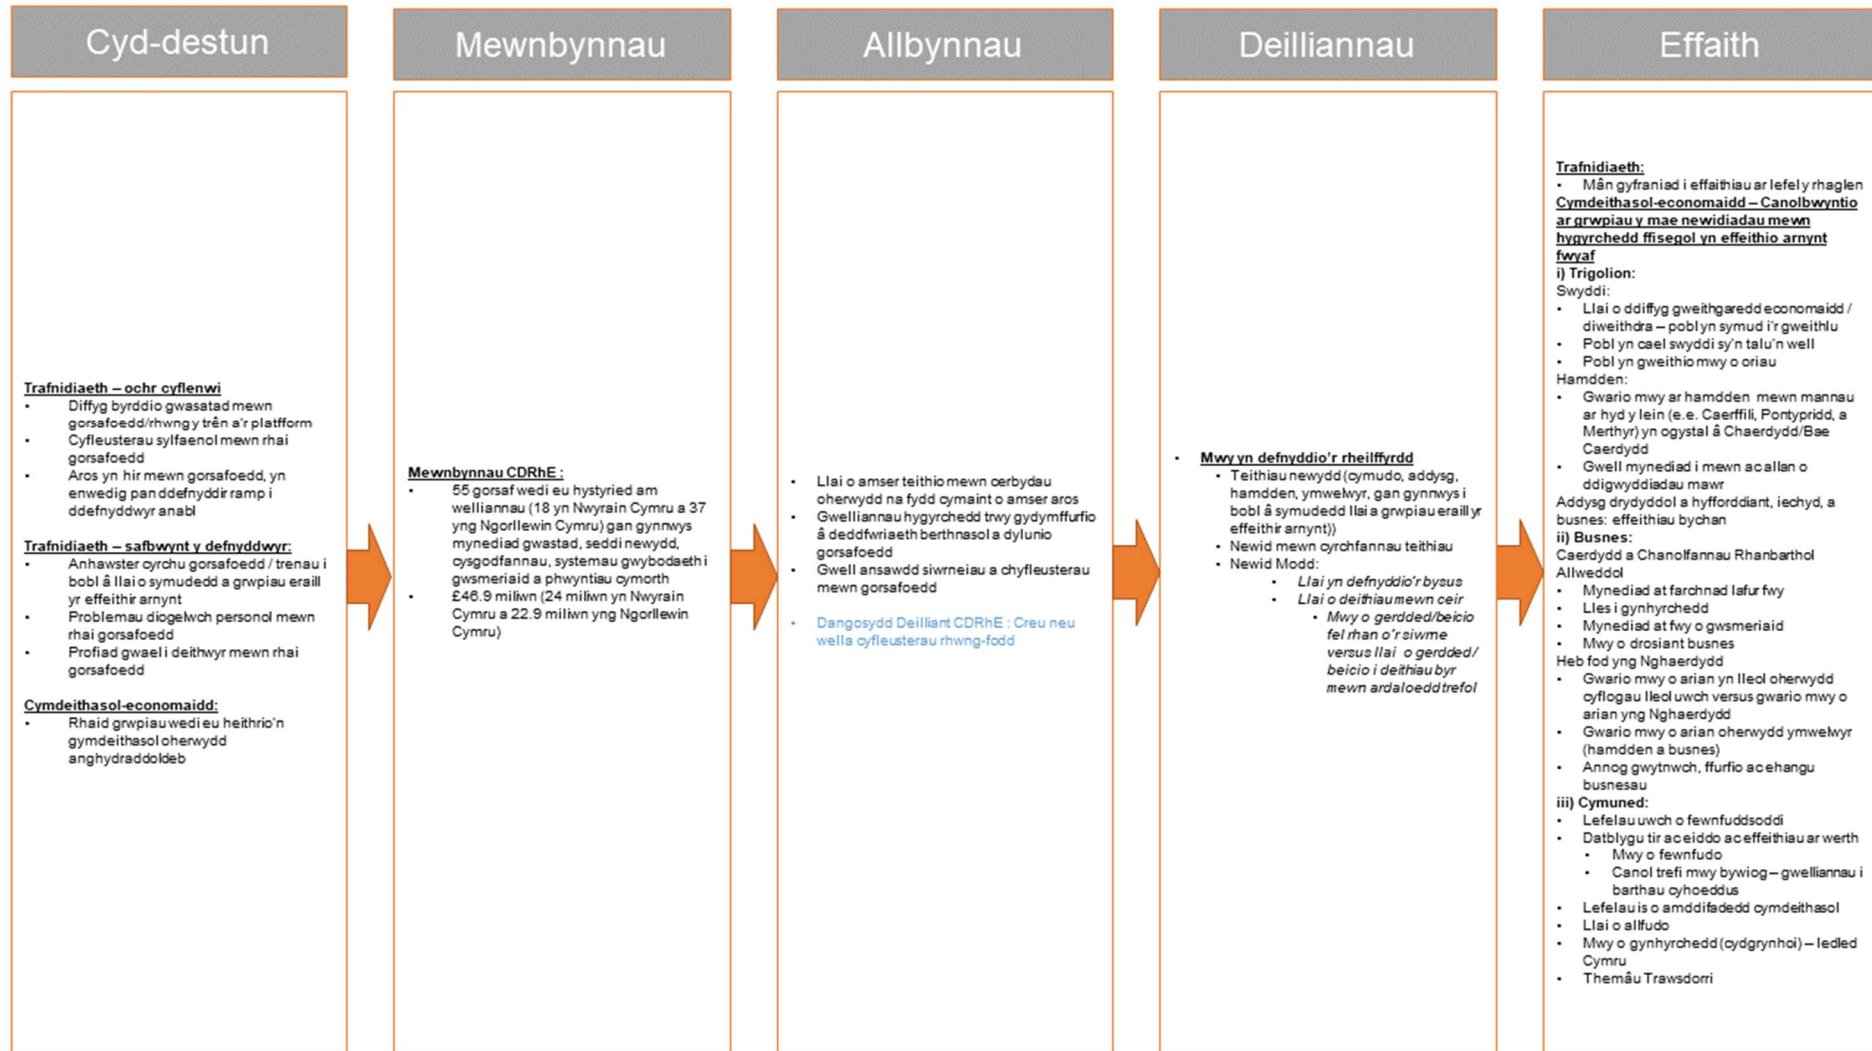 Cyd-destun
Trafnidiaeth – ochr cyflenwi
• Diffyg byrddio gwasatad mewn
gorsafoedd/rhwng y trên a'r platfform
• Cyfleusterau sylfaenol mewn rhai
gorsafoedd
• Aros yn hir mewn gorsafoedd, yn
enwedig pan ddefnyddir ramp i
ddefnyddwyr anabl
Trafnidiaeth – safbwynt y defnyddwyr:
• Anhawster cyrchu gorsafoedd / trenau i
bobl â llai o symudedd a grwpiau eraill
yr effeithir arnynt
• Problemau diogelwch personol mewn
rhai gorsafoedd
• Profiad gwael i deithwyr mewn rhai
gorsafoedd
Cymdeithasol-economaidd:
• Rhaid grwpiau wedi eu heithrio'n
gymdeithasol oherwydd
anghydraddoldeb
Mewnbynnau
Mewnbynnau CDRhE :
• 55 gorsaf wedi eu hystyried am
welliannau (18 yn Nwyrain Cymru a 37
yng Ngorllewin Cymru) gan gynnwys
mynediad gwastad, seddi newydd,
cysgodfannau, systemau gwybodaeth i
gwsmeriaid a phwyntiau cymorth
• £46.9 miliwn (24 miliwn yn Nwyrain
Cymru a 22.9 miliwn yng Ngorllewin
Cymru)
Allbynnau
• Llai o amser teithio mewn cerbydau
oherwydd na fydd cymaint o amser aros
• Gwelliannau hygyrchedd trwy gydymffurfio
â deddfwriaeth berthnasol a dylunio
gorsafoedd
• Gwell ansawdd siwrneiau a chyfleusterau
mewn gorsafoedd
• Dangosydd Deilliant CDRhE : Creu neu
wella cyfleusterau rhwng-fodd
Deilliannau
• Mwy yn defnyddio'r rheilffyrdd
• Teithiau newydd (cymudo, addysg,
hamdden, ymwelwyr, gan gynnwys i
bobl â symudedd llai a grwpiau eraill yr
effeithir arnynt))
• Newid mewn cyrchfannau teithiau
• Newid Modd:
• Llai yn defnyddio'r bysus
• Llai o deithiau mewn ceir
• Mwy o gerdded/beicio
fel rhan o'r siwrne
versus llai o gerdded/
beicio i deithiau byr
mewn ardaloedd trefol
Effaith
Trafnidiaeth:
• Mân gyfraniad i effaithiau ar lefel y rhaglen
Cymdeithasol-economaidd – Canolbwyntio
ar grwpiau y mae newidiadau mewn
hygyrchedd ffisegol yn effeithio arnynt
fwyaf
i) Trigolion:
Swyddi:
• Llai o ddiffyg gweithgaredd economaidd /
diweithdra – pobl yn symud i'r gweithlu
• Pobl yn cael swyddi sy'n talu'n well
• Pobl yn gweithio mwy o oriau
Hamdden:
• Gwario mwy ar hamdden mewn mannau
ar hyd y lein (e.e. Caerffili, Pontypridd, a
Merthyr) yn ogystal â Chaerdydd/Bae
Caerdydd
• Gwell mynediad i mewn ac allan o
ddigwyddiadau mawr
Addysg drydyddol a hyfforddiant, iechyd, a
busnes: effeithiau bychan
ii) Busnes:
Caerdydd a Chanolfannau Rhanbarthol
Allweddol
• Mynediad at farchnad lafur fwy
• Lles i gynhyrchedd
• Mynediad at fwy o gwsmeriaid
• Mwy o drosiant busnes
Heb fod yng Nghaerdydd
• Gwario mwy o arian yn lleol oherwydd
cyflogau lleol uwch versus gwario mwy o
arian yng Nghaerdydd
• Gwario mwy o arian oherwydd ymwelwyr
(hamdden a busnes)
• Annog gwytnwch, ffurfio ac ehangu
busnesau
iii) Cymuned:
• Lefelau uwch o fewnfuddsoddi
• Datblygu tir ac eiddo ac effeithiau ar werth
• Mwy o fewnfudo
• Canol trefi mwy bywiog – gwelliannau i
barthau cyhoeddus
• Lefelau is o amddifadedd cymdeithasol
• Llai o allfudo
• Mwy o gynhyrchedd (cydgrynhoi) – ledled
Cymru
• Themâu Trawsdorri